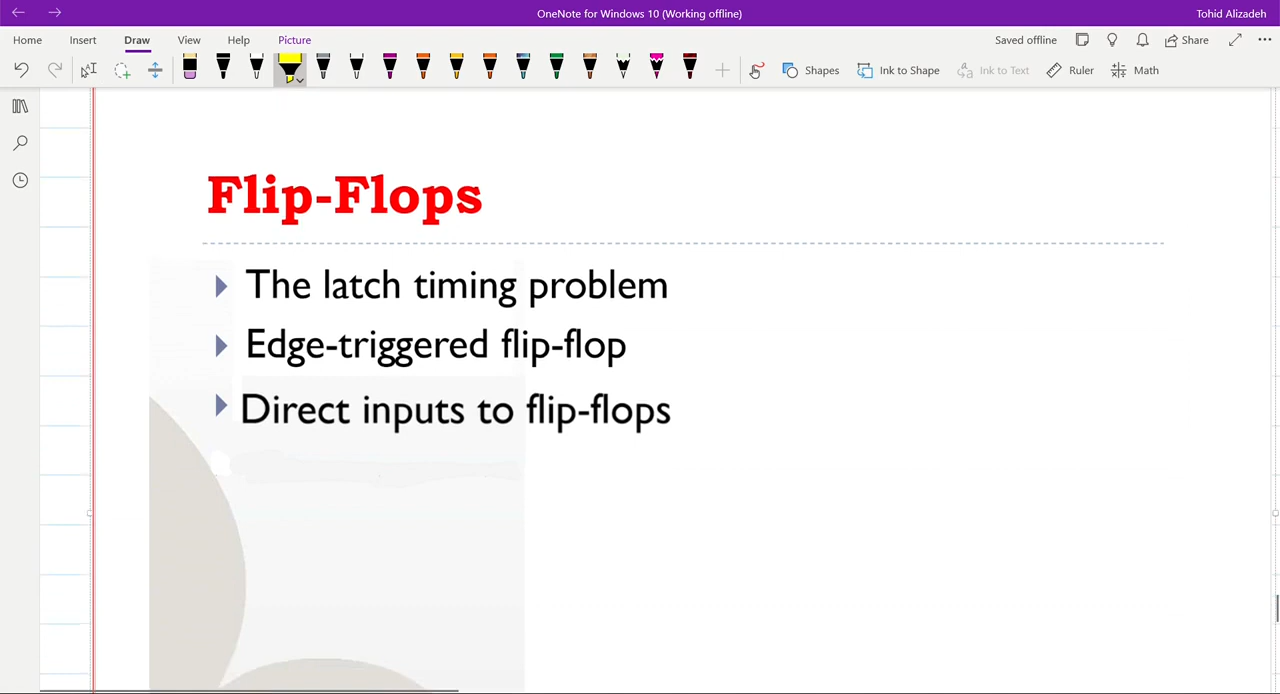 OneNote for Windows 10 (Working offline)
Tohid Alizadeh
Home
Insert
Draw
View
Help
Picture
Saved offline
Share
Shapes
Ink to Shape
Ink to Text
Ruler
Math
Flip-Flops
The latch timing problem
Edge-triggered flip-flop
Direct inputs to flip-flops